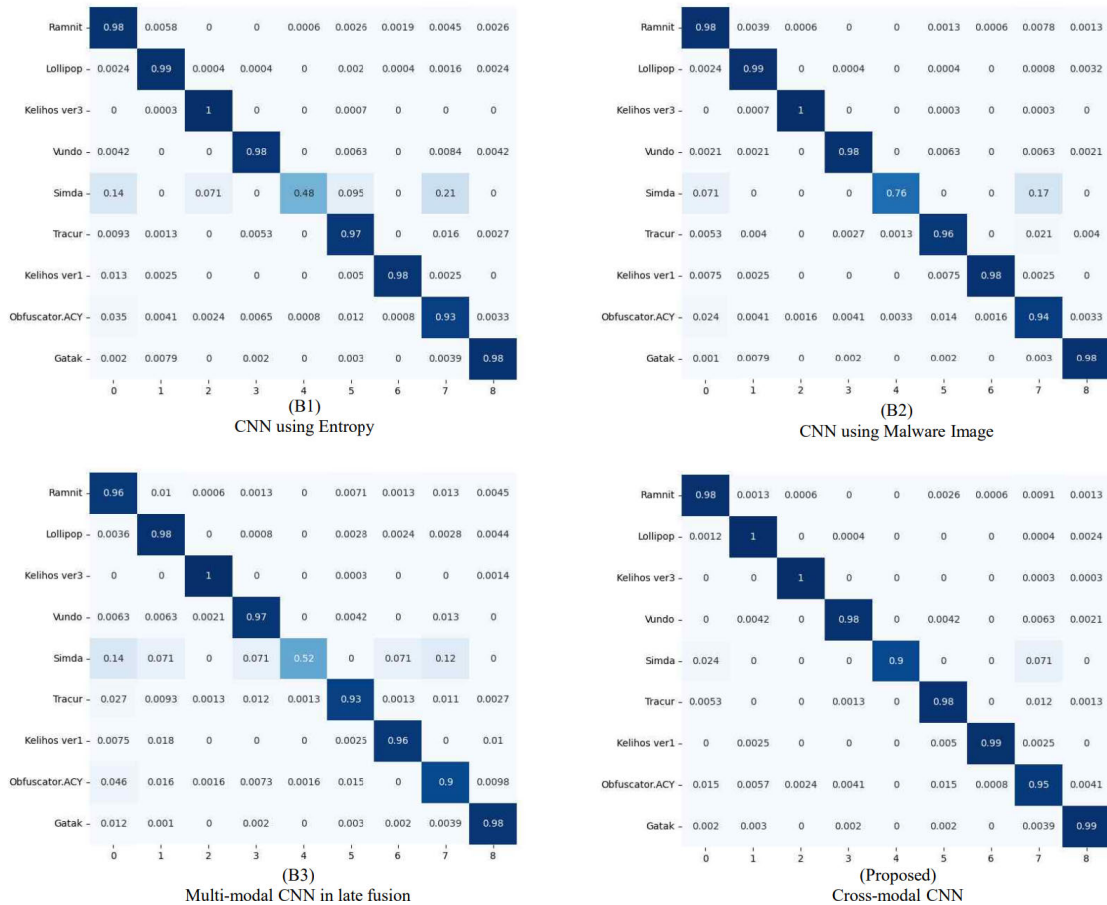 Ramnit - 0.98 0.0058 0 0 0.0006 0.0026 0.0019 0.0045 0.0026
Lollipop - 0.0024 0.99 0.0004 0.0004 0 0.002 0.0004 0.0016 0.0024
Kelihos ver3 - 0 0.0003 1 0 0 0.0007 0 0 0
Vundo - 0.0042 0 0 0.98 0 0.0063 0 0.0084 0.0042
Simda - 0.14 0 0.071 0 0.48 0.095 0 0.21 0
Tracur - 0.0093 0.0013 0 0.0053 0 0.97 0 0.016 0.0027
Kelihos ver1 - 0.013 0.0025 0 0 0 0.005 0.98 0.0025 0
Obfuscator.ACY - 0.035 0.0041 0.0024 0.0065 0.0008 0.012 0.0008 0.93 0.0033
Gatak - 0.002 0.0079 0 0.002 0 0.003 0 0.0039 0.98
0 1 2 3 4 5 6 7 8
(B1)
CNN using Entropy
Ramnit - 0.98 0.0039 0.0006 0 0 0.0013 0.0006 0.0078 0.0013
Lollipop - 0.0024 0.99 0 0.0004 0 0.0004 0 0.0008 0.0032
Kelihos ver3 - 0 0.0007 1 0 0 0.0003 0 0.0003 0
Vundo - 0.0021 0.0021 0 0.98 0 0.0063 0 0.0063 0.0021
Simda - 0.071 0 0 0 0.76 0 0 0.17 0
Tracur - 0.0053 0.004 0 0.0027 0.0013 0.96 0 0.021 0.004
Kelihos ver1 - 0.0075 0.0025 0 0 0 0.0075 0.98 0.0025 0
Obfuscator.ACY - 0.024 0.0041 0.0016 0.0041 0.0033 0.014 0.0016 0.94 0.0033
Gatak - 0.001 0.0079 0 0.002 0 0.002 0 0.003 0.98
0 1 2 3 4 5 6 7 8
(B2)
CNN using Malware Image
Ramnit - 0.96 0.01 0.0006 0.0013 0 0.0071 0.0013 0.013 0.0045
Lollipop - 0.0036 0.98 0 0.0008 0 0.0028 0.0024 0.0028 0.0044
Kelihos ver3 - 0 0 1 0 0 0.0003 0 0 0.0014
Vundo - 0.0063 0.0063 0.0021 0.97 0 0.0042 0 0.013 0
Simda - 0.14 0.071 0 0.071 0.52 0 0.071 0.12 0
Tracur - 0.027 0.0093 0.0013 0.012 0.0013 0.93 0.0013 0.011 0.0027
Kelihos ver1 - 0.0075 0.018 0 0 0 0.0025 0.96 0 0.01
Obfuscator.ACY - 0.046 0.016 0.0016 0.0073 0.0016 0.015 0 0.9 0.0098
Gatak - 0.012 0.001 0 0.002 0 0.003 0.002 0.0039 0.98
0 1 2 3 4 5 6 7 8
(B3)
Multi-modal CNN in late fusion
Ramnit - 0.98 0.0013 0.0006 0 0 0.0026 0.0006 0.0091 0.0013
Lollipop - 0.0012 1 0 0.0004 0 0 0 0.0004 0.0024
Kelihos ver3 - 0 0 1 0 0 0 0 0.0003 0.0003
Vundo - 0 0.0042 0 0.98 0 0.0042 0 0.0063 0.0021
Simda - 0.024 0 0 0 0.9 0 0 0.071 0
Tracur - 0.0053 0 0 0.0013 0 0.98 0 0.012 0.0013
Kelihos ver1 - 0 0.0025 0 0 0 0.005 0.99 0.0025 0
Obfuscator.ACY - 0.015 0.0057 0.0024 0.0041 0 0.015 0.0008 0.95 0.0041
Gatak - 0.002 0.003 0 0.002 0 0.002 0 0.0039 0.99
0 1 2 3 4 5 6 7 8
(Proposed)
Cross-modal CNN